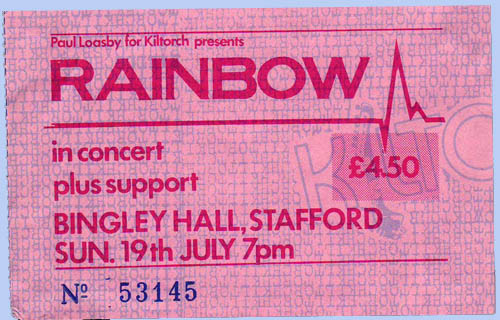 Paul Loasby for Kiltorch presents
RAINBOW
in concert
plus support
£4.50
BINGLEY HALL, STAFFORD
SUN. 19th JULY 7pm
Nº 53145